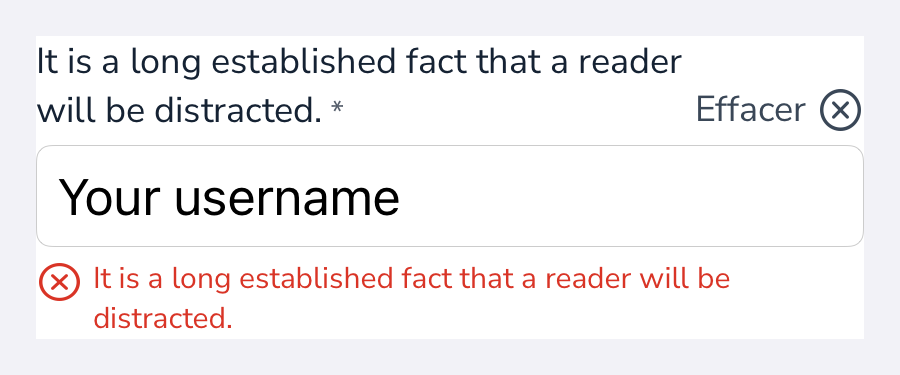 It is a long established fact that a reader
will be distracted. *
Effacer
Your username
It is a long established fact that a reader will be
distracted.